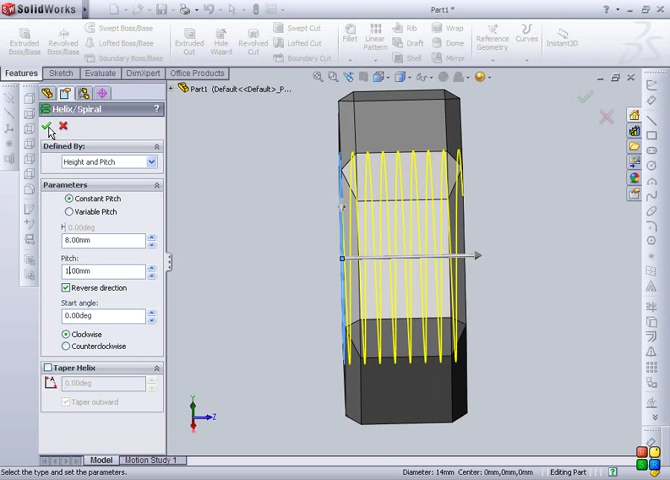 SolidWorks
Part1 *
Extruded Boss/Base
Revolved Boss/Base
Swept Boss/Base
Lofted Boss/Base
Boundary Boss/Base
Extruded Cut
Hole Wizard
Revolved Cut
Swept Cut
Lofted Cut
Boundary Cut
Fillet
Linear Pattern
Rib
Draft
Shell
Wrap
Dome
Mirror
Reference Geometry
Curves
Instant3D
Features
Sketch
Evaluate
DimXpert
Office Products
Part1 (Default<<Default>_P...
Helix/Spiral
?
Defined By:
Height and Pitch
Parameters
Constant Pitch
Variable Pitch
H 0.00deg
8.00mm
Pitch:
1.00mm
Reverse direction
Start angle:
0.00deg
Clockwise
Counterclockwise
Taper Helix
0.00deg
Taper outward
Y
Z
Model
Motion Study 1
Select the type and set the parameters.
Diameter: 14mm Center: 0mm,0mm,0mm
Editing Part